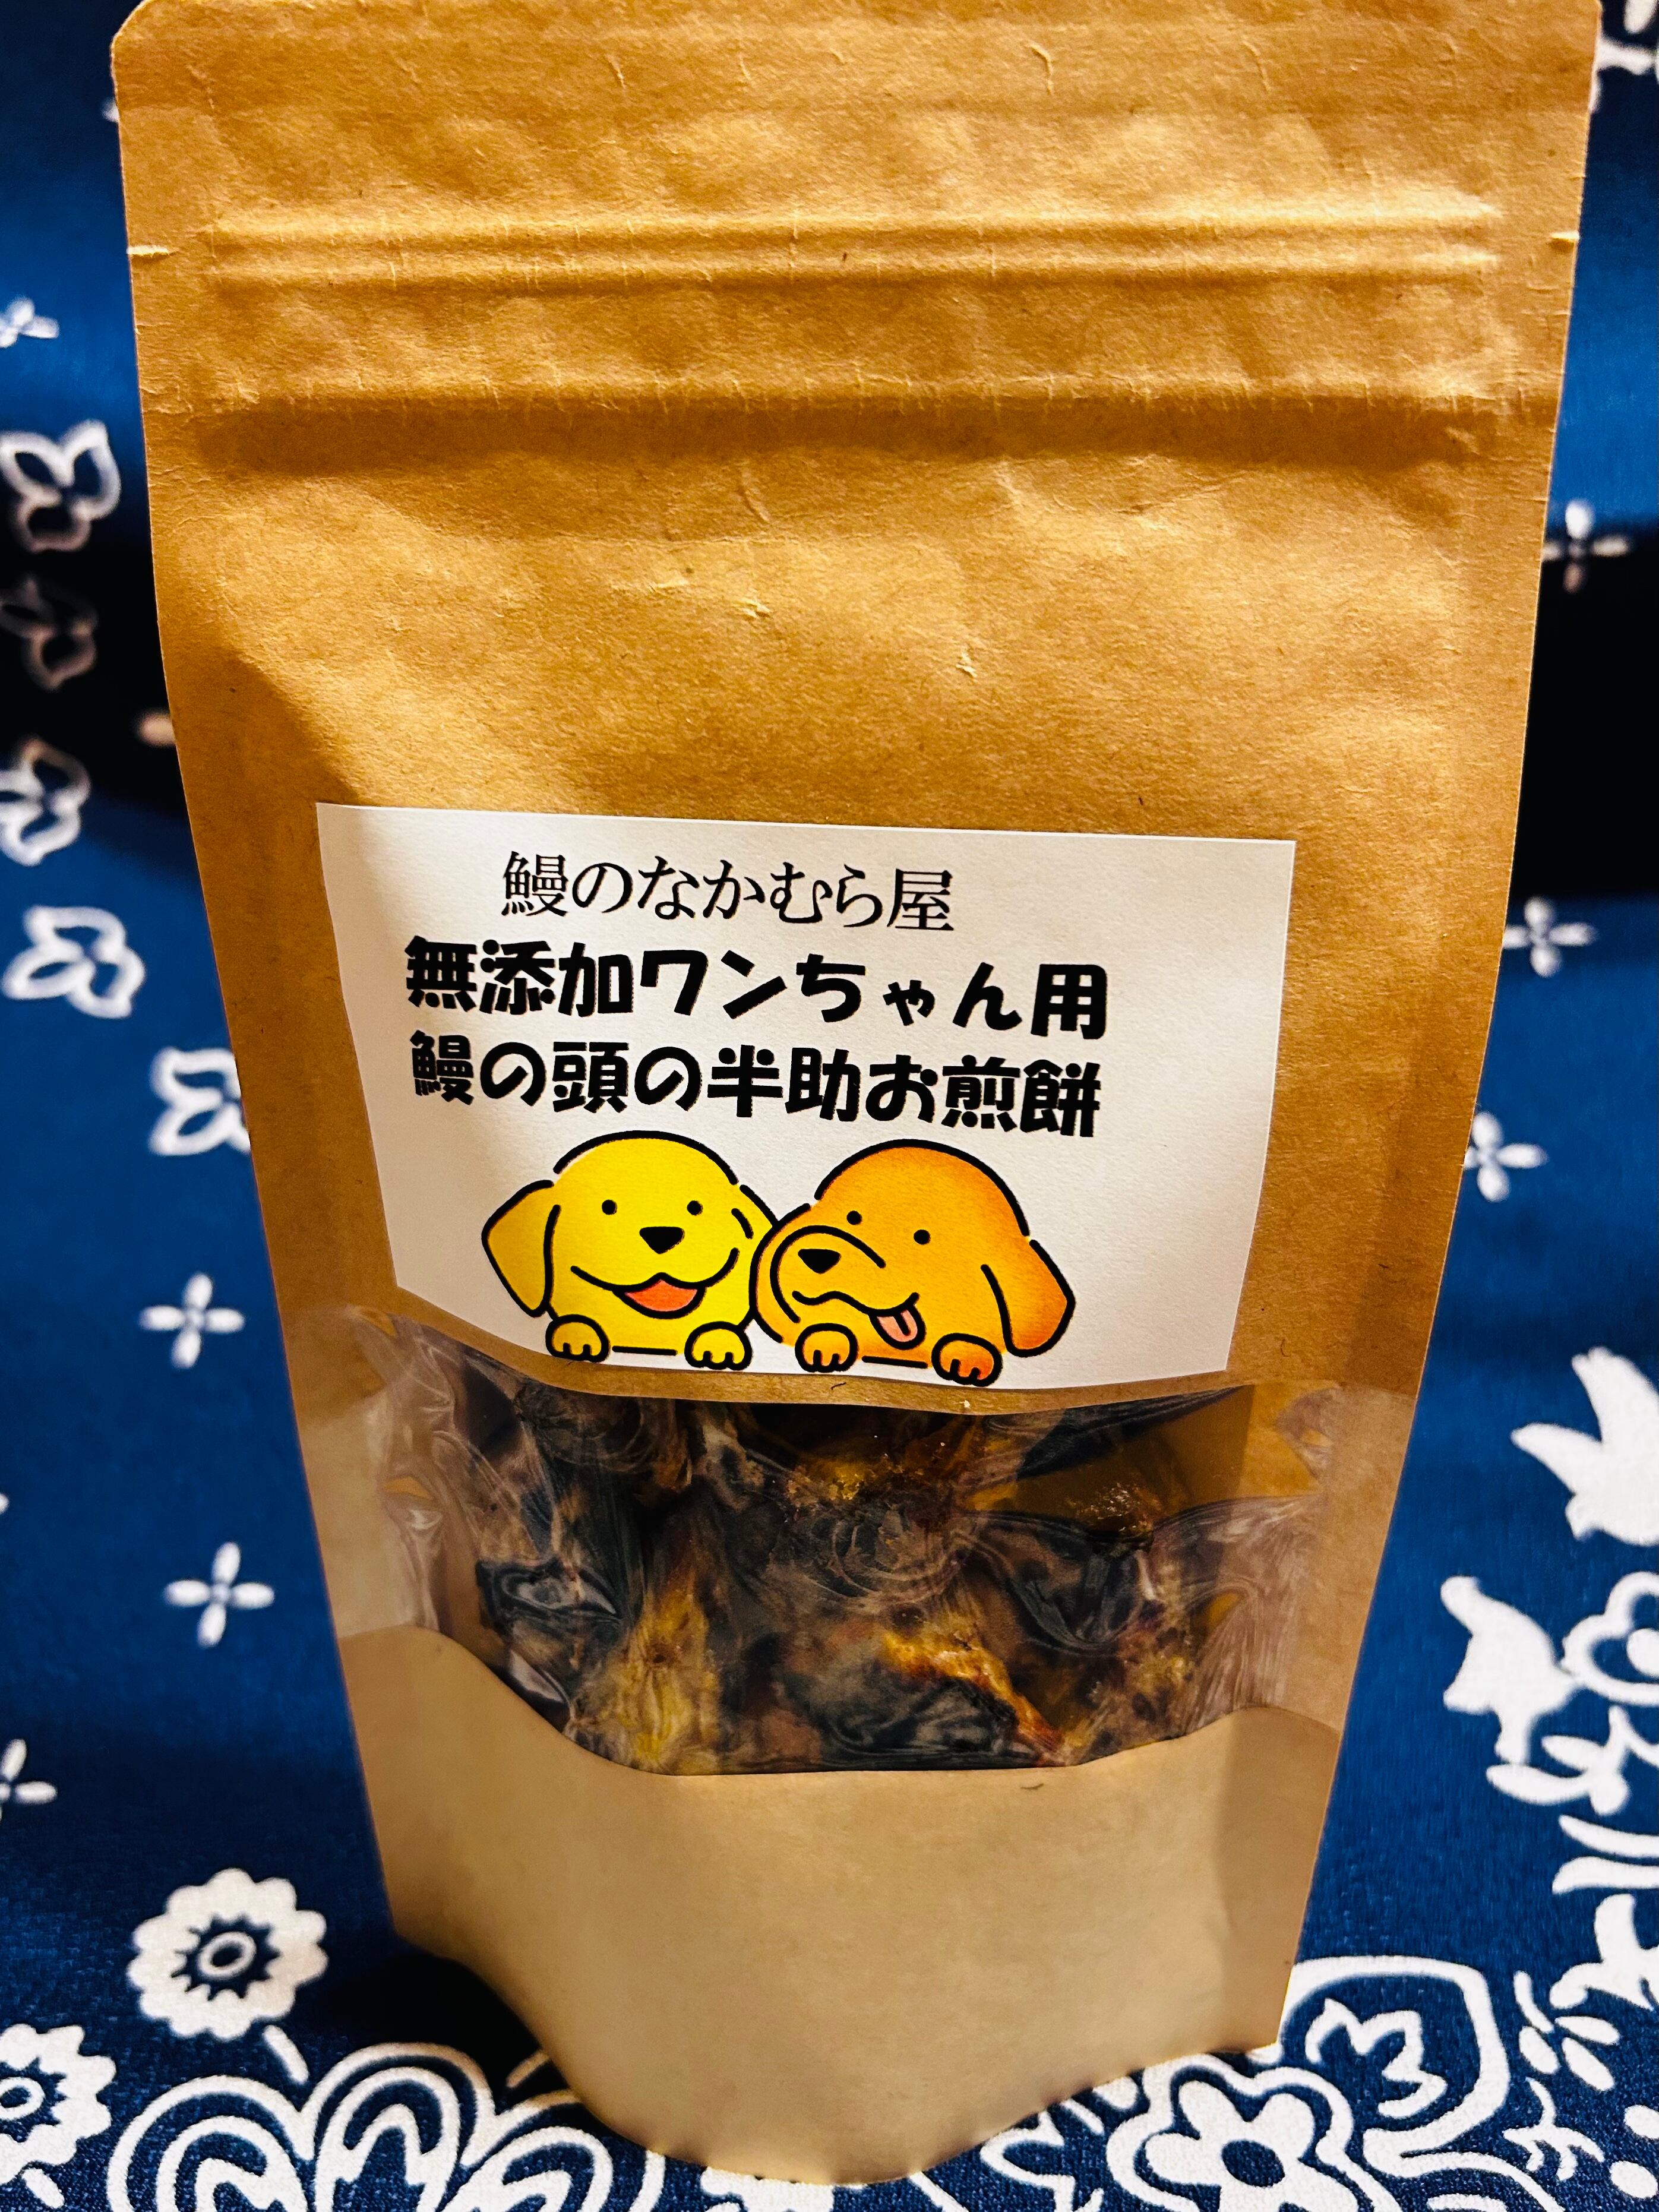 鰻のなかむら屋
無添加ワンちゃん用
鰻の頭の半助お煎餅